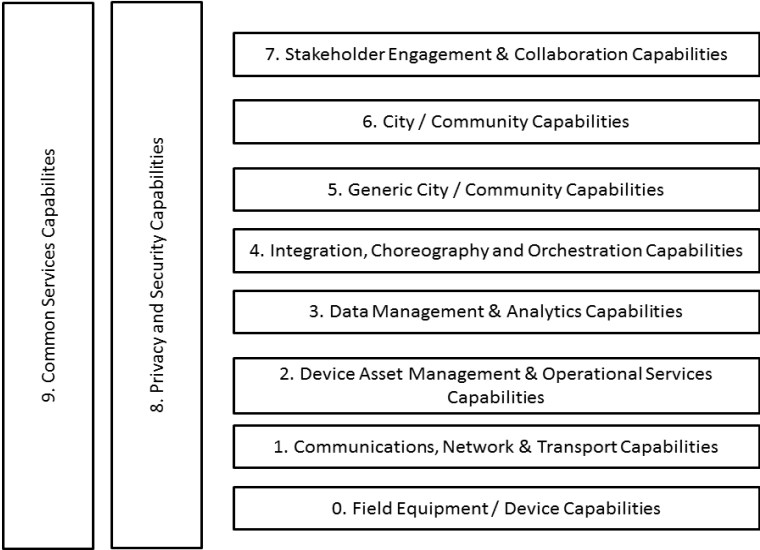 9. Common Services Capabilites
8. Privacy and Security Capabilities
7. Stakeholder Engagement & Collaboration Capabilities
6. City / Community Capabilities
5. Generic City / Community Capabilities
4. Integration, Choreography and Orchestration Capabilities
3. Data Management & Analytics Capabilities
2. Device Asset Management & Operational Services
Capabilities
1. Communications, Network & Transport Capabilities
0. Field Equipment / Device Capabilities